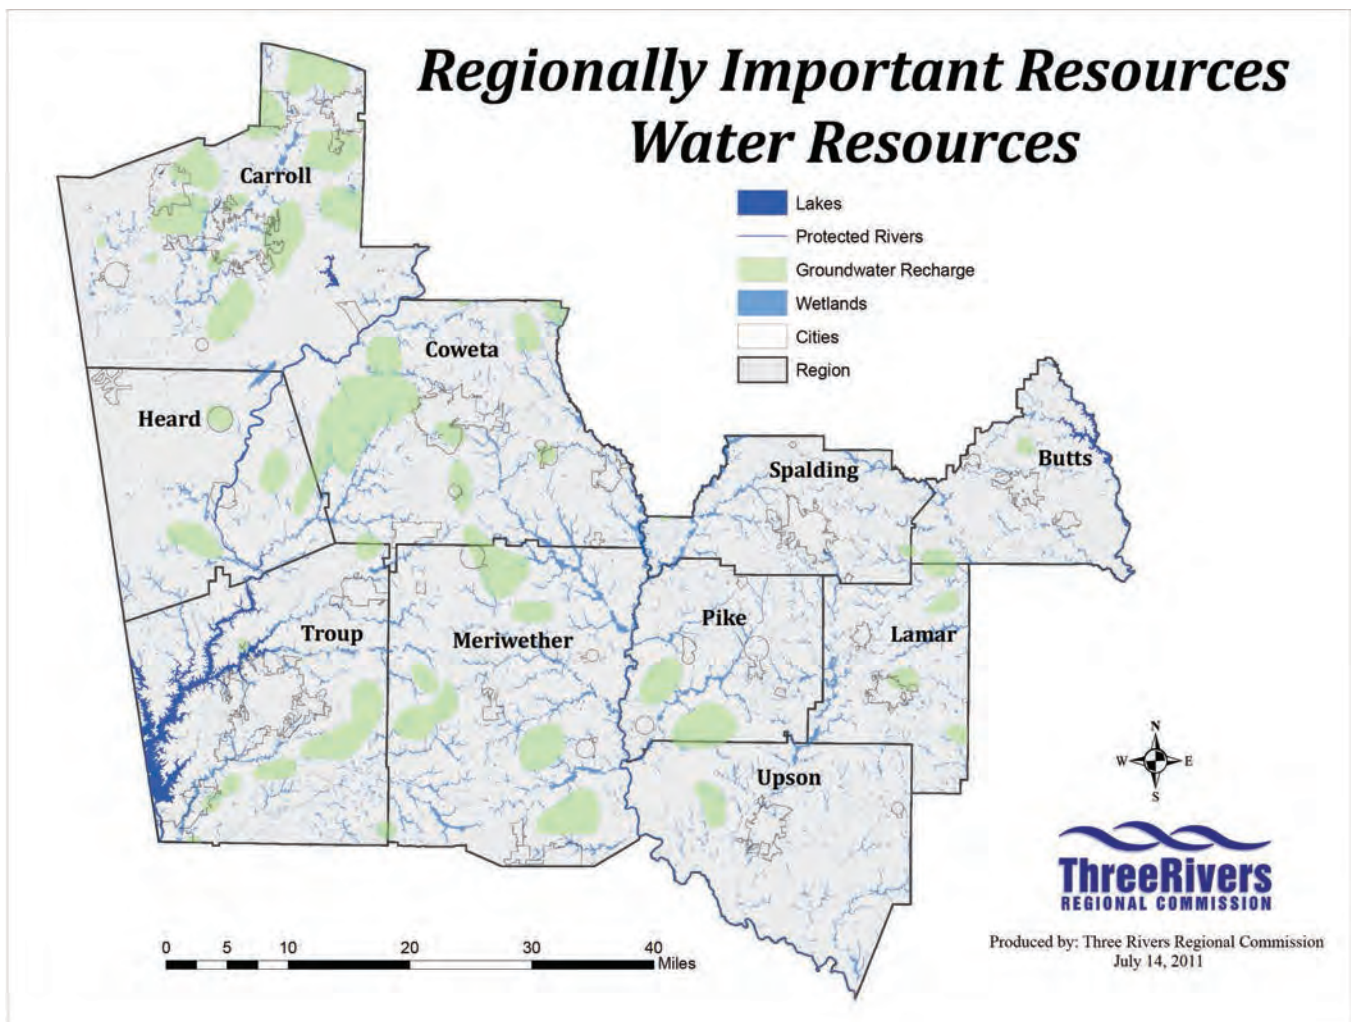 Regionally Important Resources
Water Resources
Lakes
Protected Rivers
Groundwater Recharge
Wetlands
Cities
Region
Carroll
Coweta
Heard
Spalding
Butts
Troup
Meriwether
Pike
Lamar
Upson
N
W E
S
ThreeRivers
REGIONAL COMMISSION
Produced by: Three Rivers Regional Commission
July 14, 2011
0 5 10 20 30 40
Miles